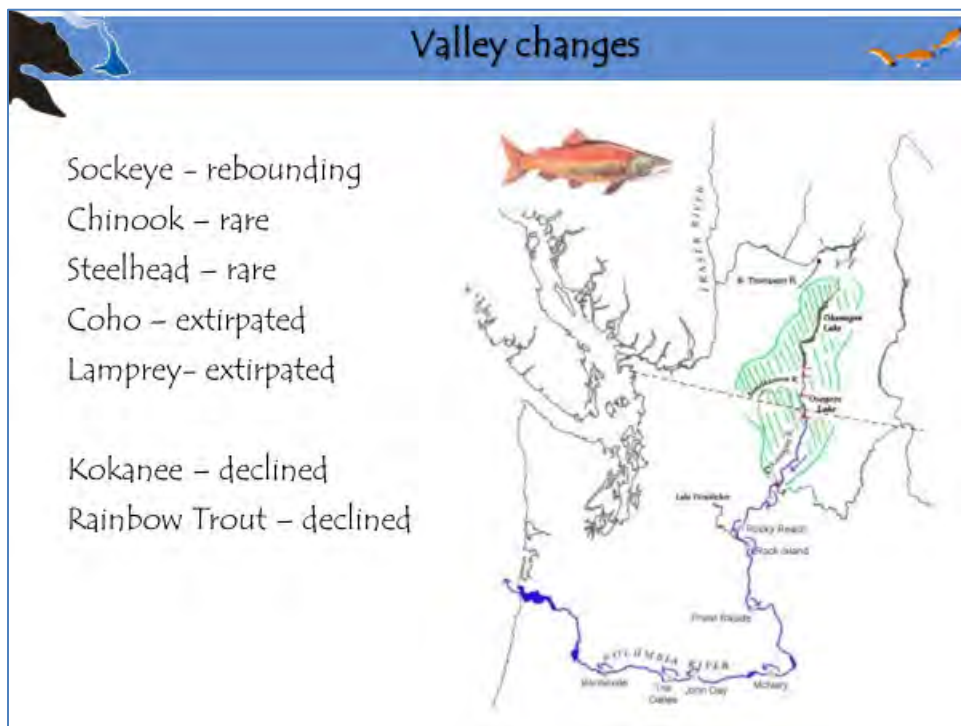 Valley changes
Sockeye - rebounding
Chinook – rare
Steelhead – rare
Coho – extirpated
Lamprey- extirpated
Kokanee – declined
Rainbow Trout – declined
FRASER RIVER
Thompson R.
Okanagan
Lake
Osoyoos
Lake
Lake Wenatchee
Rocky Reach
Rock Island
Priest Rapids
COLUMBIA RIVER
The
Dalles
John Day
McNary